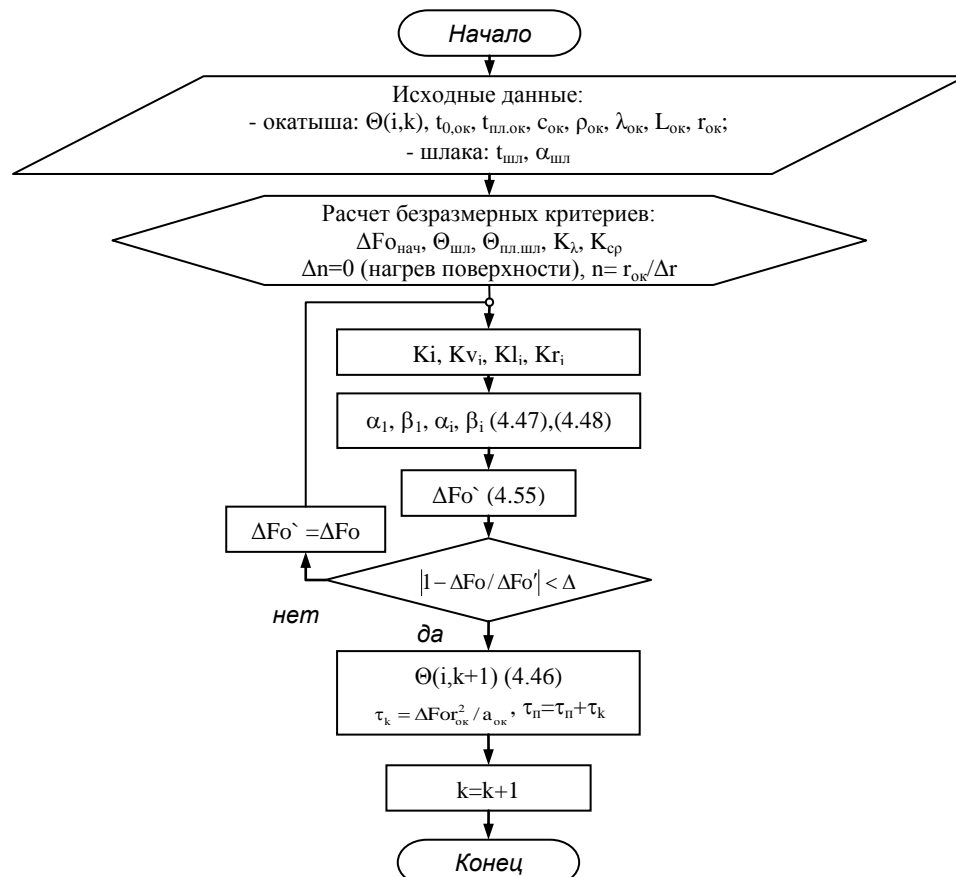 Начало
Исходные данные:
- окатыша: Θ(i,k), t₀,ок, tпл.ок, cок, ρок, λок, Lок, rок;
- шлака: tшл, αшл
Расчет безразмерных критериев:
ΔFoнач, Θшл, Θпл.шл, Kλ, Kcρ
Δn=0 (нагрев поверхности), n= rок/Δr
Ki, Kvᵢ, Klᵢ, Krᵢ
α₁, β₁, αᵢ, βᵢ (4.47),(4.48)
ΔFo` (4.55)
ΔFo` =ΔFo
|1−ΔFo/ΔFo′| < Δ
нет
да
Θ(i,k+1) (4.46)
τₖ = ΔFor²ок/aок, τп=τп+τk
k=k+1
Конец